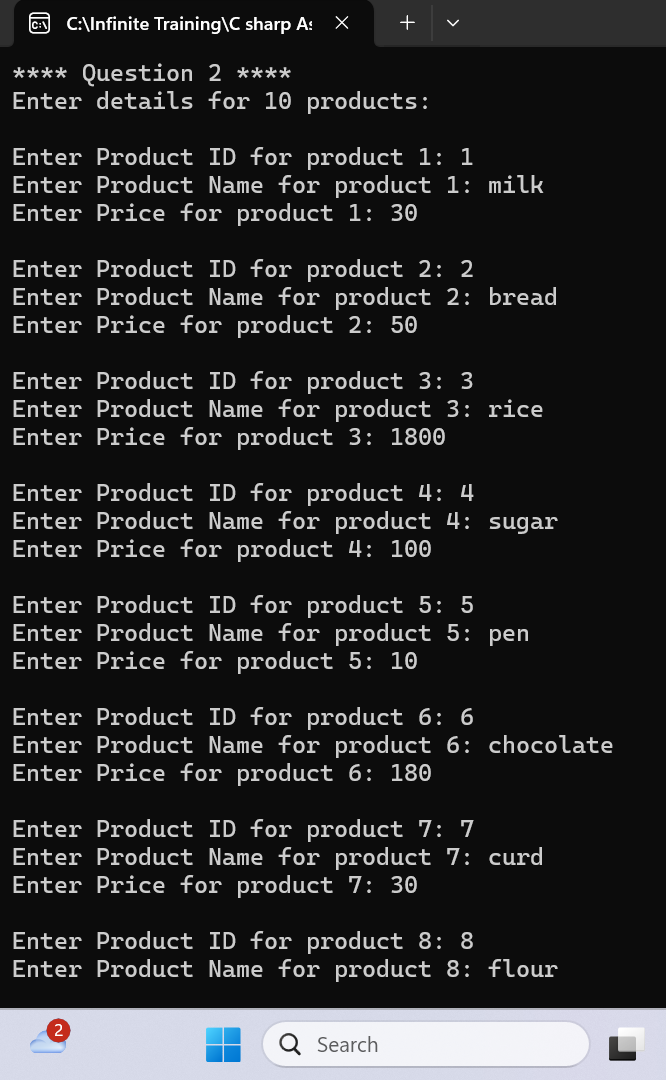 C:\Infinite Training\C sharp As
**** Question 2 ****
Enter details for 10 products:
Enter Product ID for product 1: 1
Enter Product Name for product 1: milk
Enter Price for product 1: 30
Enter Product ID for product 2: 2
Enter Product Name for product 2: bread
Enter Price for product 2: 50
Enter Product ID for product 3: 3
Enter Product Name for product 3: rice
Enter Price for product 3: 1800
Enter Product ID for product 4: 4
Enter Product Name for product 4: sugar
Enter Price for product 4: 100
Enter Product ID for product 5: 5
Enter Product Name for product 5: pen
Enter Price for product 5: 10
Enter Product ID for product 6: 6
Enter Product Name for product 6: chocolate
Enter Price for product 6: 180
Enter Product ID for product 7: 7
Enter Product Name for product 7: curd
Enter Price for product 7: 30
Enter Product ID for product 8: 8
Enter Product Name for product 8: flour
2
Search